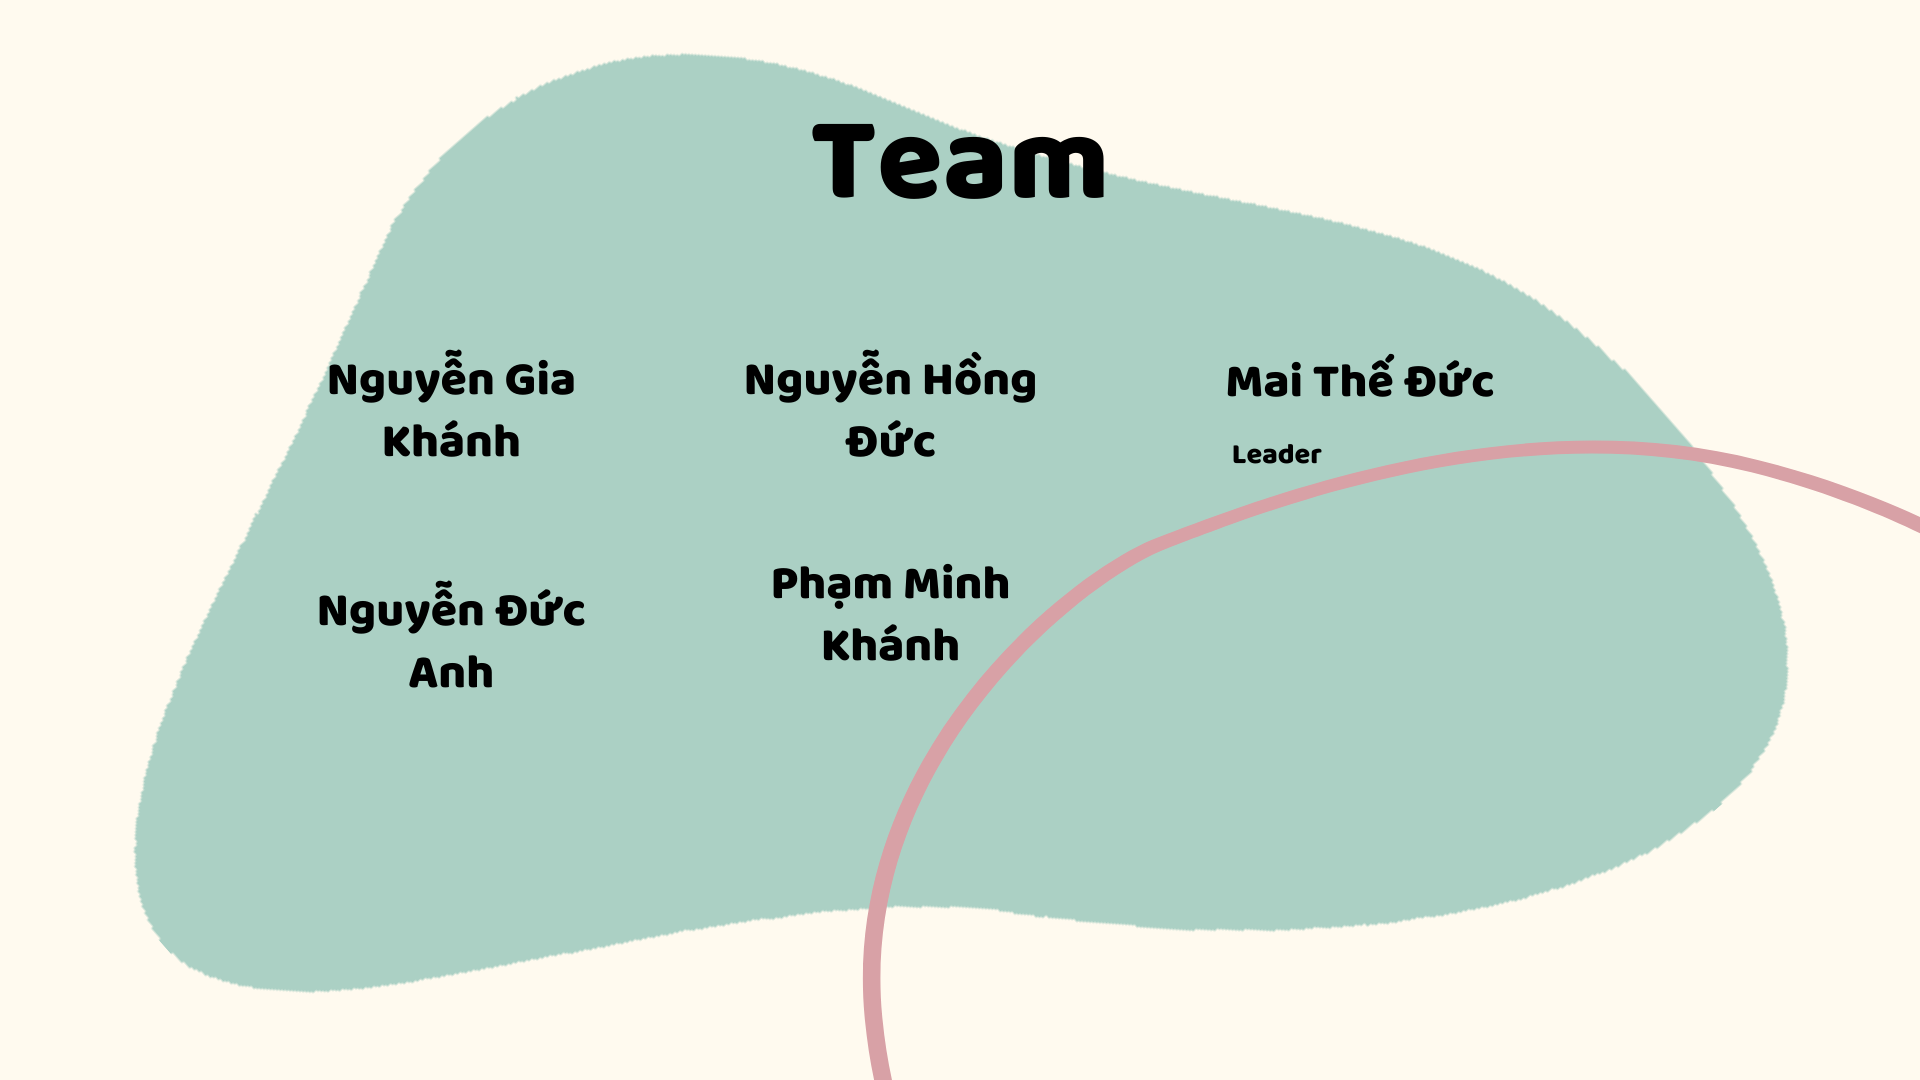 Team
Nguyễn Gia
Khánh
Nguyễn Hồng
Đức
Mai Thế Đức
Leader
Nguyễn Đức
Anh
Phạm Minh
Khánh